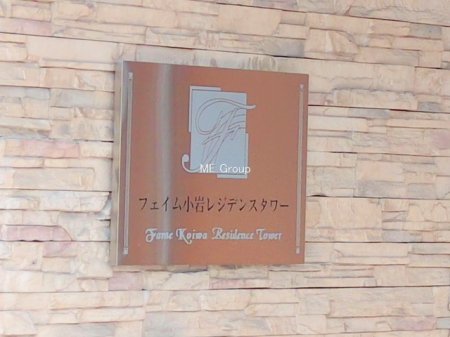 F
ME Group
フェイム小岩レジデンスタワー
Fame Koiwa Residence Tower